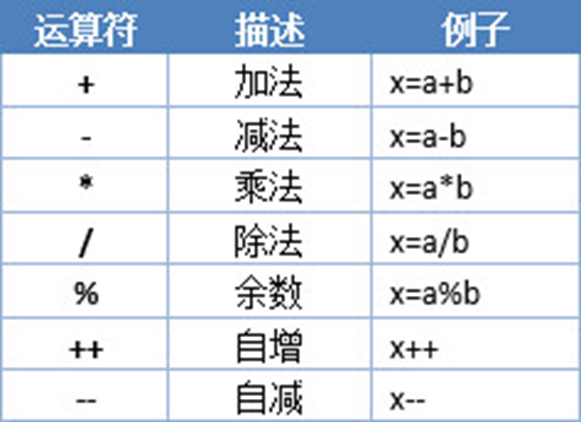 运算符 描述 例子
+ 加法 x=a+b
- 减法 x=a-b
* 乘法 x=a*b
/ 除法 x=a/b
% 余数 x=a%b
++ 自增 x++
-- 自减 x--